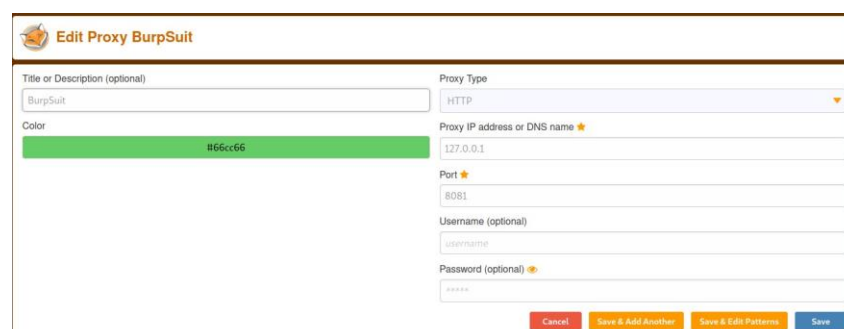 Edit Proxy BurpSuit
Title or Description (optional)
BurpSuit
Color
#66cc66
Proxy Type
HTTP
Proxy IP address or DNS name
127.0.0.1
Port
8081
Username (optional)
username
Password (optional)
*****
Cancel
Save & Add Another
Save & Edit Patterns
Save